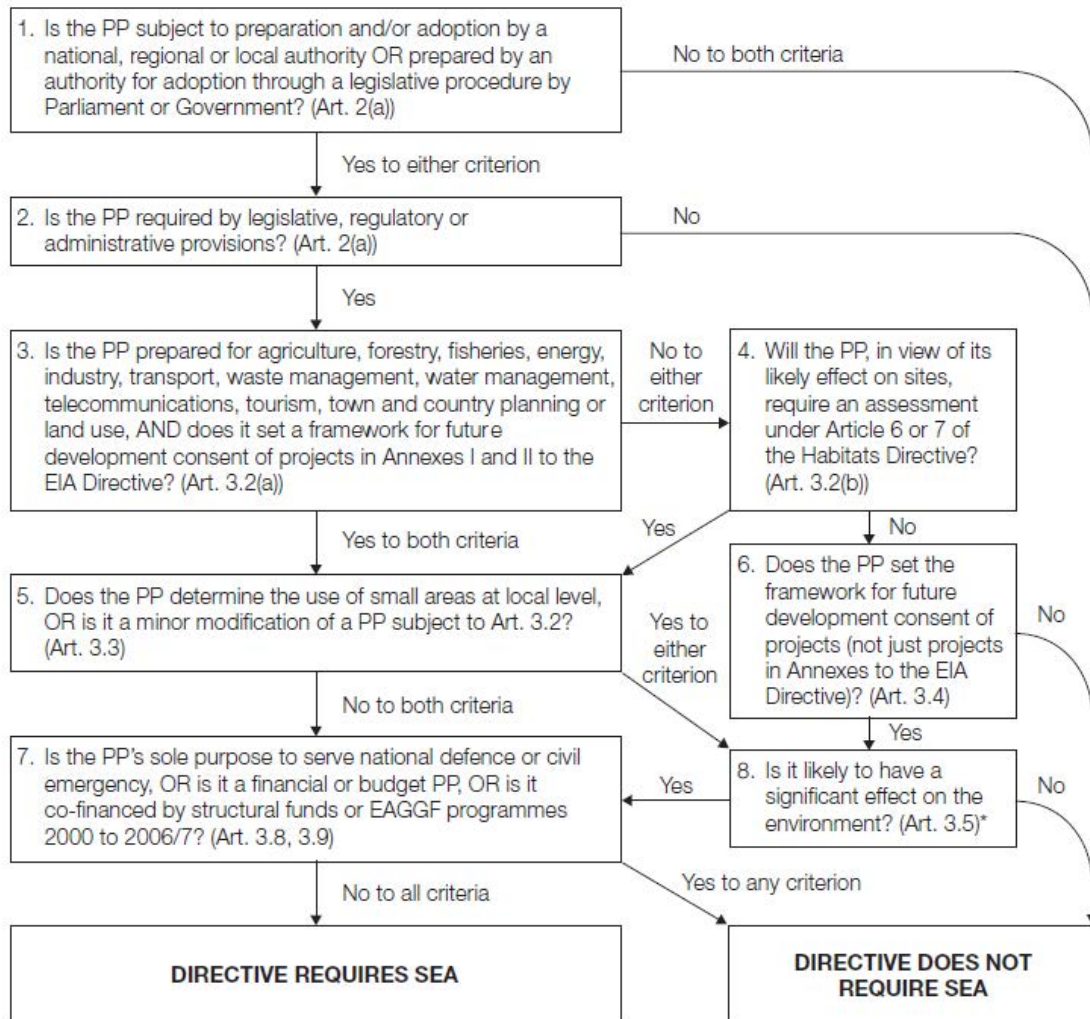 1. Is the PP subject to preparation and/or adoption by a
national, regional or local authority OR prepared by an
authority for adoption through a legislative procedure by
Parliament or Government? (Art. 2(a))
No to both criteria
Yes to either criterion
2. Is the PP required by legislative, regulatory or
administrative provisions? (Art. 2(a))
No
Yes
3. Is the PP prepared for agriculture, forestry, fisheries, energy,
industry, transport, waste management, water management,
telecommunications, tourism, town and country planning or
land use, AND does it set a framework for future
development consent of projects in Annexes I and II to the
EIA Directive? (Art. 3.2(a))
No to
either
criterion
4. Will the PP, in view of its
likely effect on sites,
require an assessment
under Article 6 or 7 of
the Habitats Directive?
(Art. 3.2(b))
Yes to both criteria
Yes
No
5. Does the PP determine the use of small areas at local level,
OR is it a minor modification of a PP subject to Art. 3.2?
(Art. 3.3)
Yes to
either
criterion
6. Does the PP set the
framework for future
development consent of
projects (not just projects
in Annexes to the EIA
Directive)? (Art. 3.4)
No
No to both criteria
Yes
7. Is the PP's sole purpose to serve national defence or civil
emergency, OR is it a financial or budget PP, OR is it
co-financed by structural funds or EAGGF programmes
2000 to 2006/7? (Art. 3.8, 3.9)
Yes
8. Is it likely to have a
significant effect on the
environment? (Art. 3.5)*
No
No to all criteria
Yes to any criterion
DIRECTIVE REQUIRES SEA
DIRECTIVE DOES NOT
REQUIRE SEA